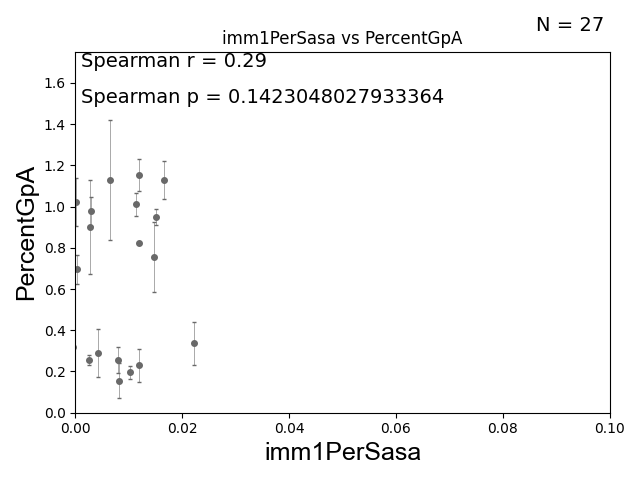 N = 27
imm1PerSasa vs PercentGpA
Spearman r = 0.29
Spearman p = 0.1423048027933364
PercentGpA
1.6
1.4
1.2
1.0
0.8
0.6
0.4
0.2
0.0
0.00 0.02 0.04 0.06 0.08 0.10
imm1PerSasa